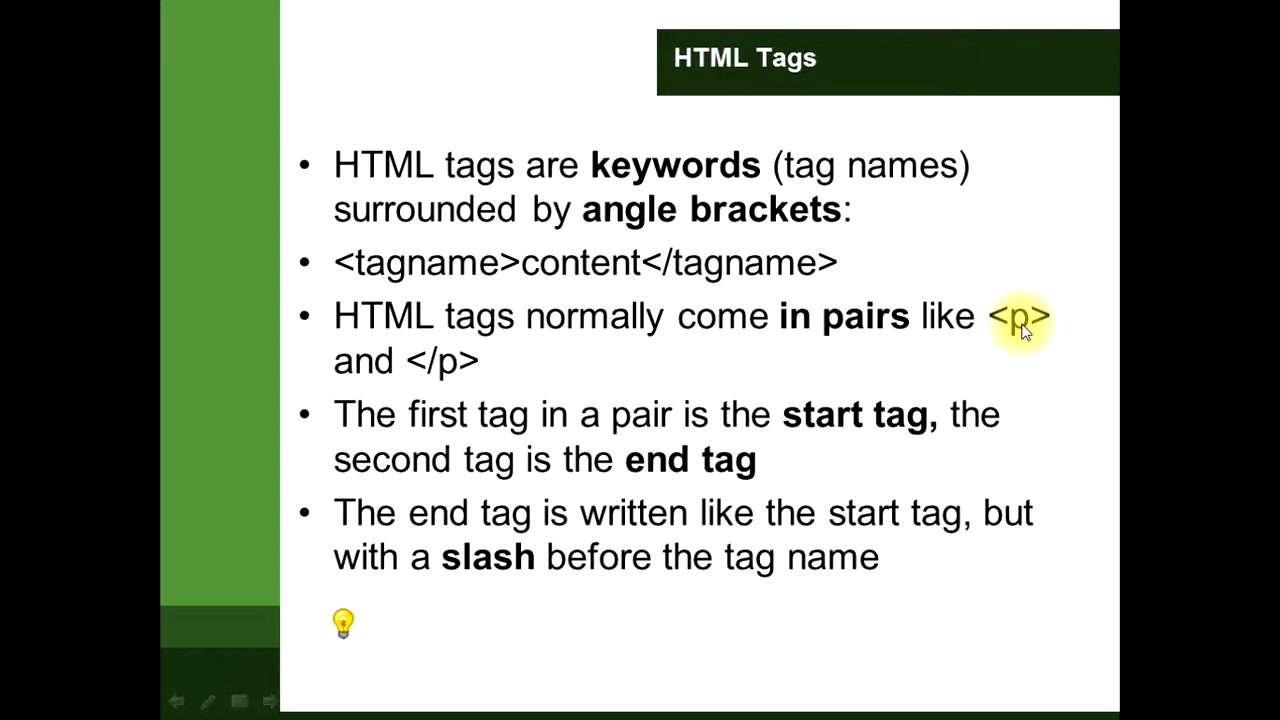 HTML Tags
• HTML tags are keywords (tag names)
surrounded by angle brackets:
• <tagname>content</tagname>
• HTML tags normally come in pairs like <p>
and </p>
• The first tag in a pair is the start tag, the
second tag is the end tag
• The end tag is written like the start tag, but
with a slash before the tag name